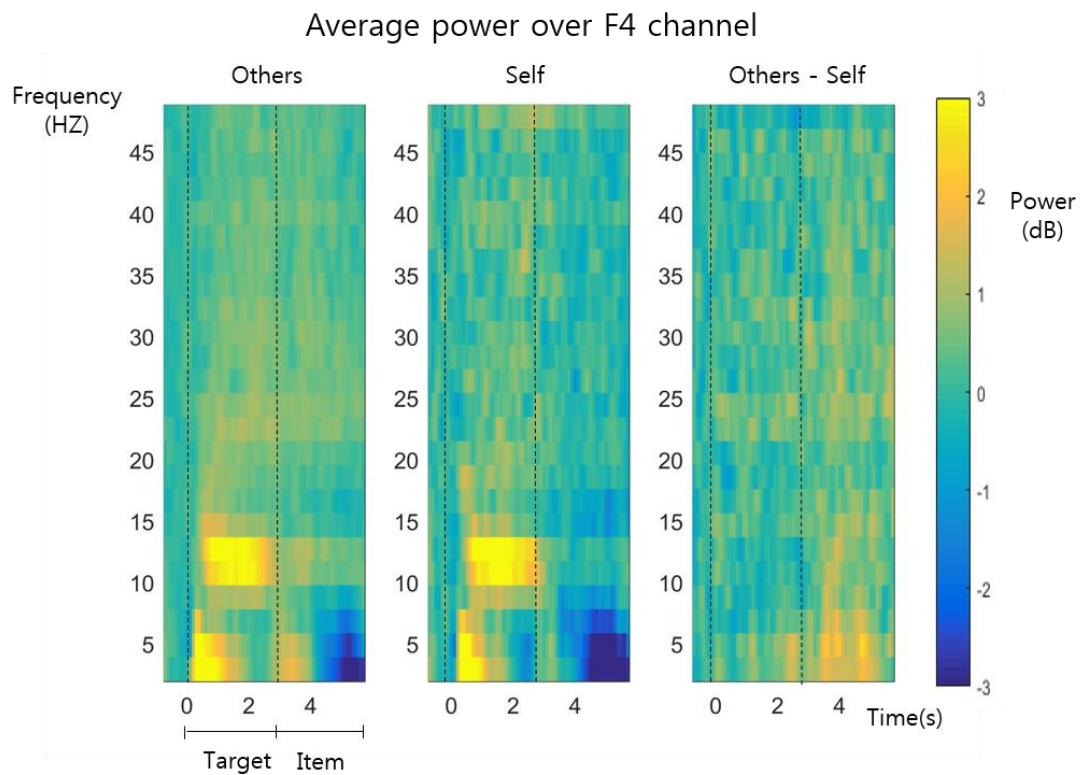 Average power over F4 channel
Others
Self
Others - Self
Frequency
(HZ)
45
40
35
30
25
20
15
10
5
45
40
35
30
25
20
15
10
5
45
40
35
30
25
20
15
10
5
3
2
1
0
-1
-2
-3
Power
(dB)
0 2 4
0 2 4
0 2 4
Time(s)
Target Item